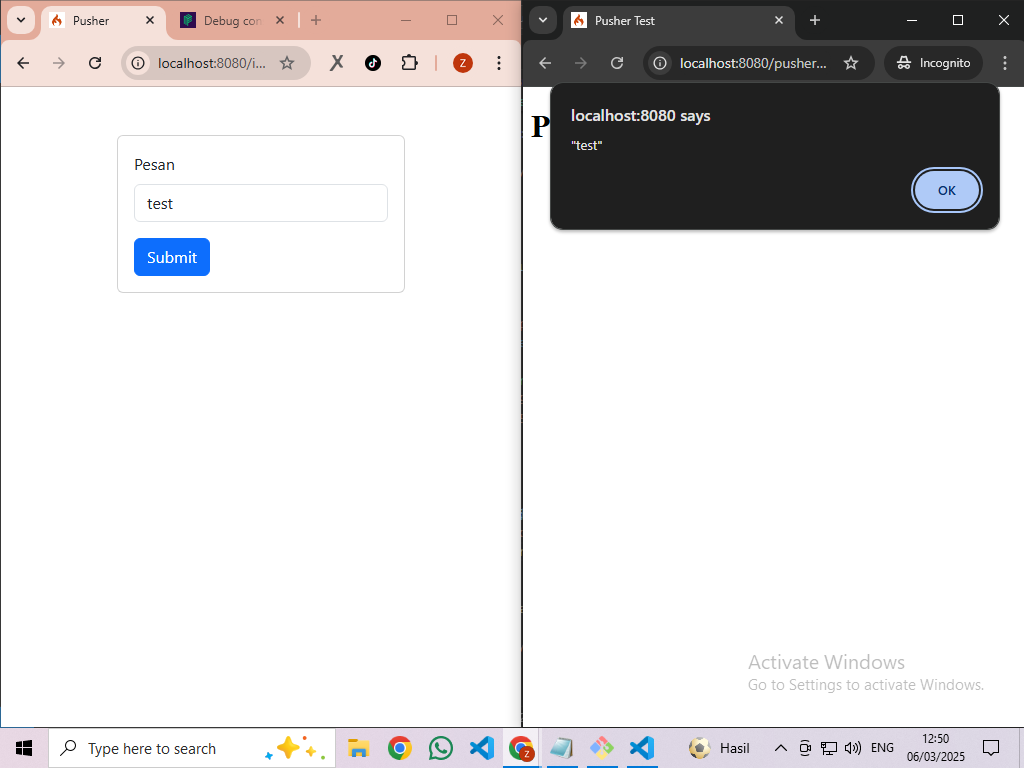 Pusher
Debug con
localhost:8080/i...
Z
Pesan
test
Submit
Pusher Test
localhost:8080/pusher...
Incognito
P
localhost:8080 says
"test"
OK
Activate Windows
Go to Settings to activate Windows.
Type here to search
Z
Hasil
ENG
12:50
06/03/2025